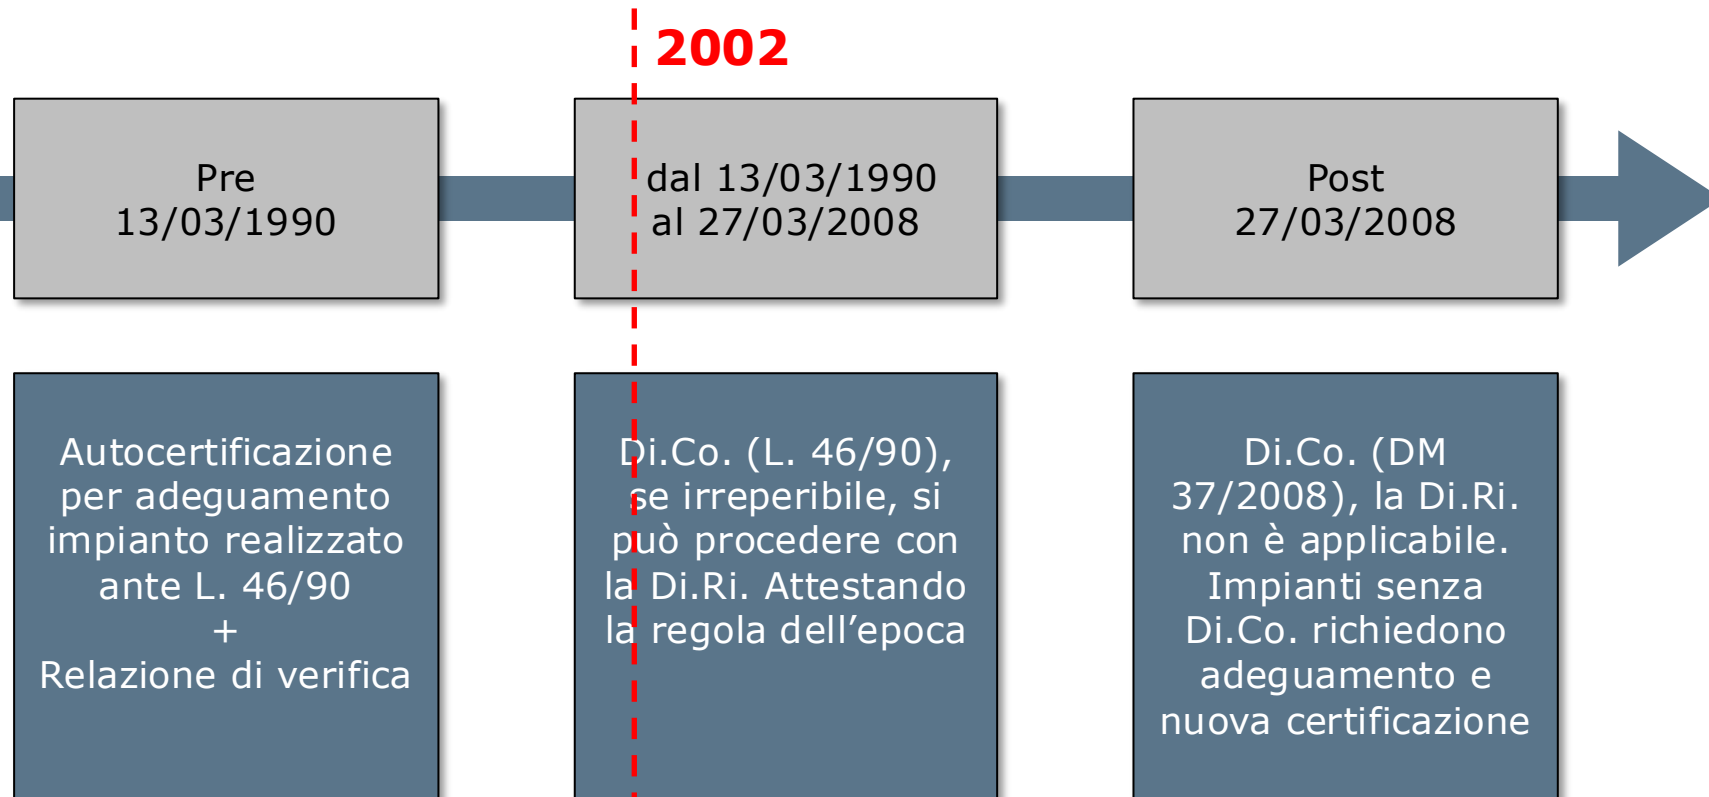 2002
Pre
13/03/1990
dal 13/03/1990
al 27/03/2008
Post
27/03/2008
Autocertificazione
per adeguamento
impianto realizzato
ante L. 46/90
+
Relazione di verifica
Di.Co. (L. 46/90),
se irreperibile, si
può procedere con
la Di.Ri. Attestando
la regola dell’epoca
Di.Co. (DM
37/2008), la Di.Ri.
non è applicabile.
Impianti senza
Di.Co. richiedono
adeguamento e
nuova certificazione